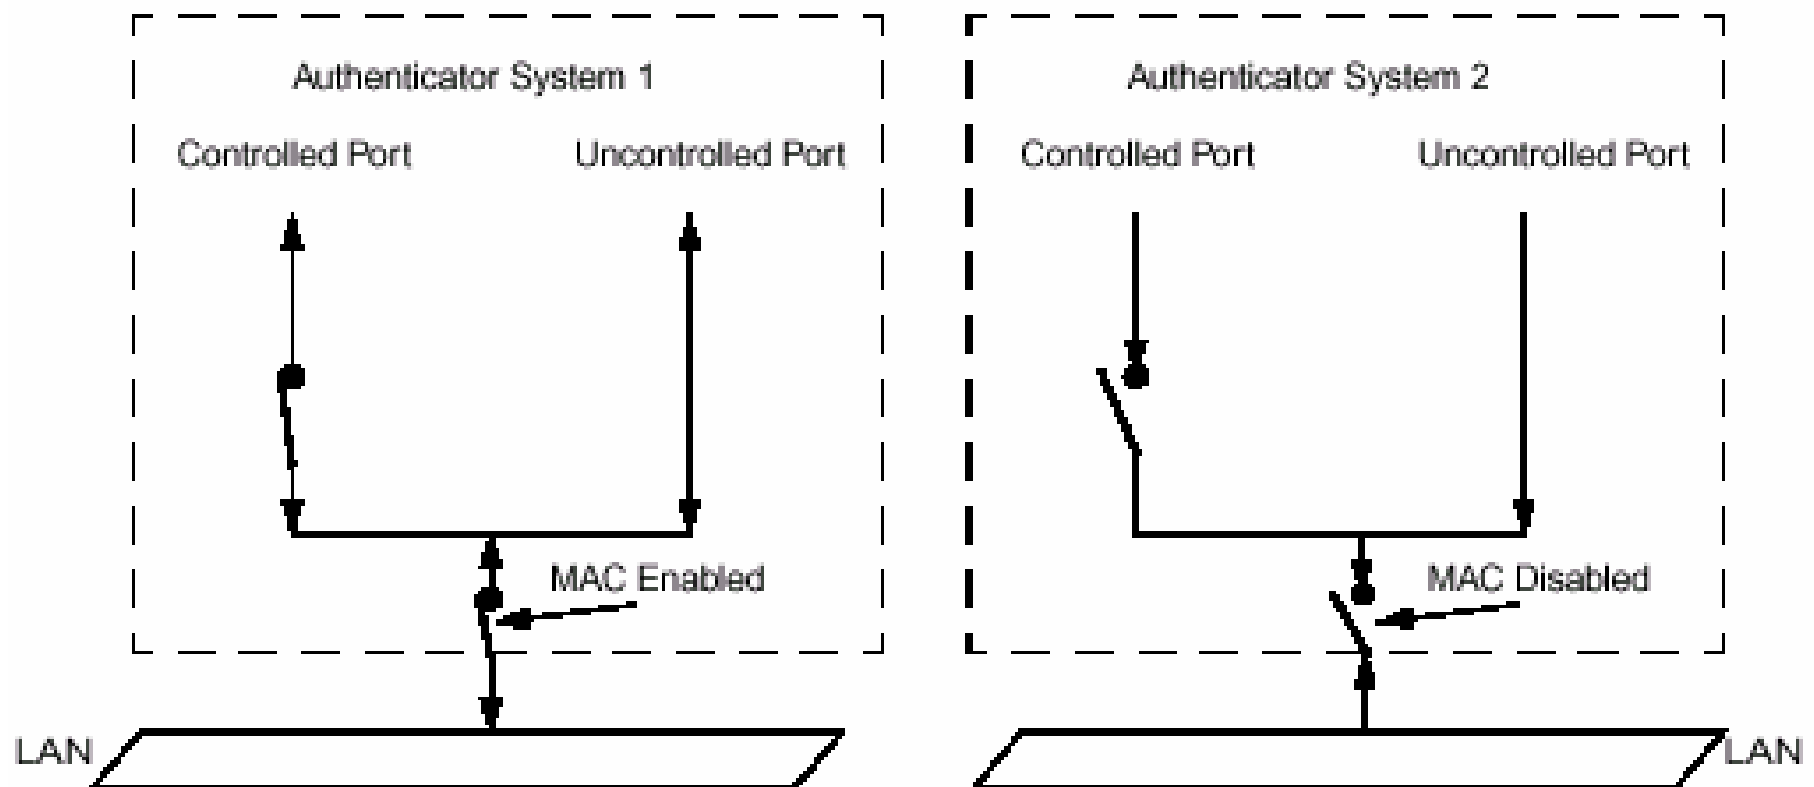 Authenticator System 1
Controlled Port
Uncontrolled Port
MAC Enabled
LAN
Authenticator System 2
Controlled Port
Uncontrolled Port
MAC Disabled
LAN